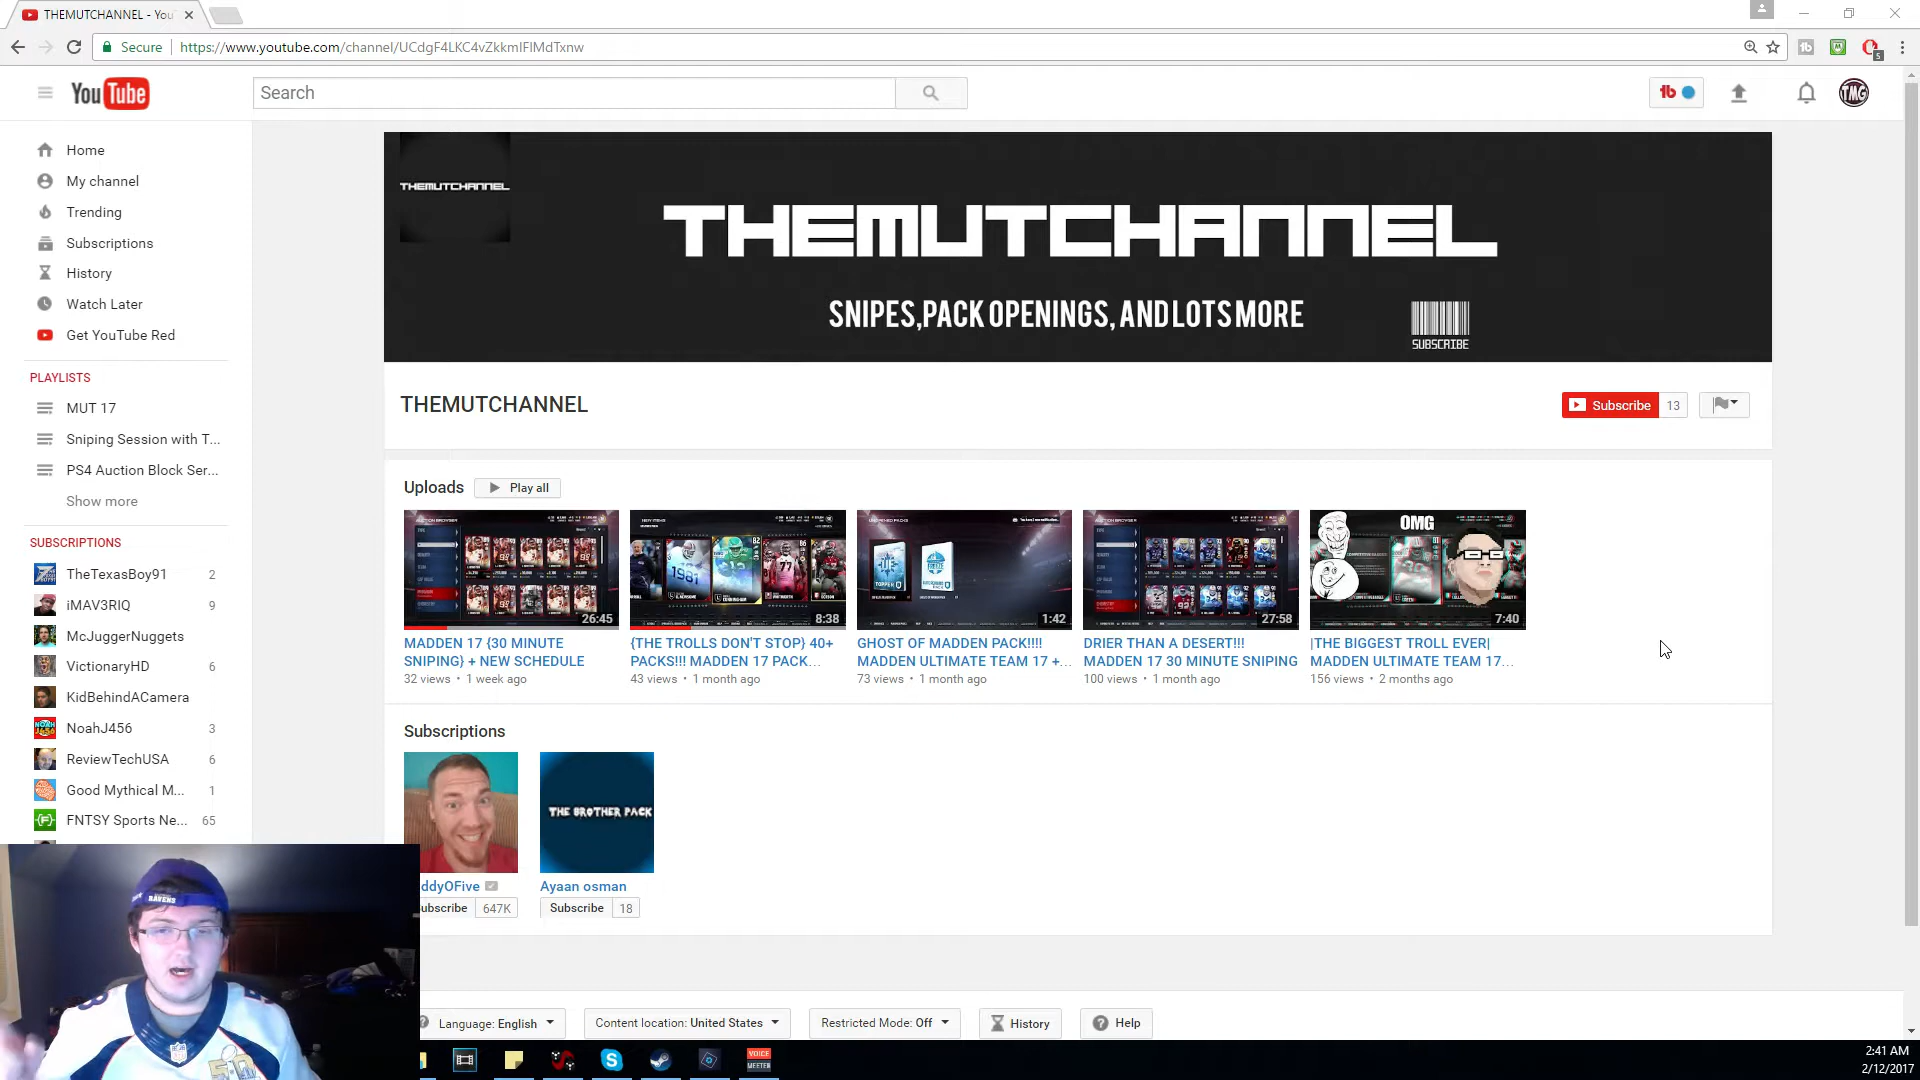 THEMUTCHANNEL - You
Secure https://www.youtube.com/channel/UCdgF4LKC4vZkkmIFlMdTxnw
YouTube
Search
TMG
Home
My channel
Trending
Subscriptions
History
Watch Later
Get YouTube Red
PLAYLISTS
MUT 17
Sniping Session with T...
PS4 Auction Block Ser...
Show more
SUBSCRIPTIONS
TheTexasBoy91 2
iMAV3RIQ 9
McJuggerNuggets
VictionaryHD 6
KidBehindACamera
NoahJ456 3
ReviewTechUSA 6
Good Mythical M... 1
FNTSY Sports Ne... 65
THEMUTCHANNEL
THEMUTCHANNEL
SNIPES,PACK OPENINGS, AND LOTS MORE
SUBSCRIBE
THEMUTCHANNEL
Subscribe 13
Uploads Play all
26:45
8:38
1:42
27:58
OMG
7:40
MADDEN 17 {30 MINUTE SNIPING} + NEW SCHEDULE
32 views • 1 week ago
{THE TROLLS DON'T STOP} 40+ PACKS!!! MADDEN 17 PACK...
43 views • 1 month ago
GHOST OF MADDEN PACK!!!! MADDEN ULTIMATE TEAM 17 +...
73 views • 1 month ago
DRIER THAN A DESERT!!! MADDEN 17 30 MINUTE SNIPING
100 views • 1 month ago
|THE BIGGEST TROLL EVER| MADDEN ULTIMATE TEAM 17...
156 views • 2 months ago
Subscriptions
THE BROTHER PACK
ddyOfFive
ubscribe 647K
Ayaan osman
Subscribe 18
RAVENS
Language: English
Content location: United States
Restricted Mode: Off
History
Help
VOICE
MEETER
2:41 AM
2/12/2017